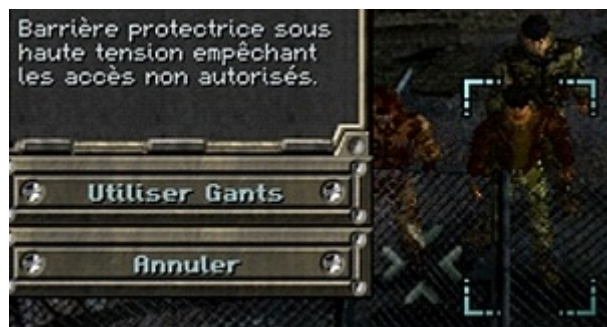 Barrière protectrice sous
haute tension empêchant
les accès non autorisés.
Utiliser Gants
Annuler